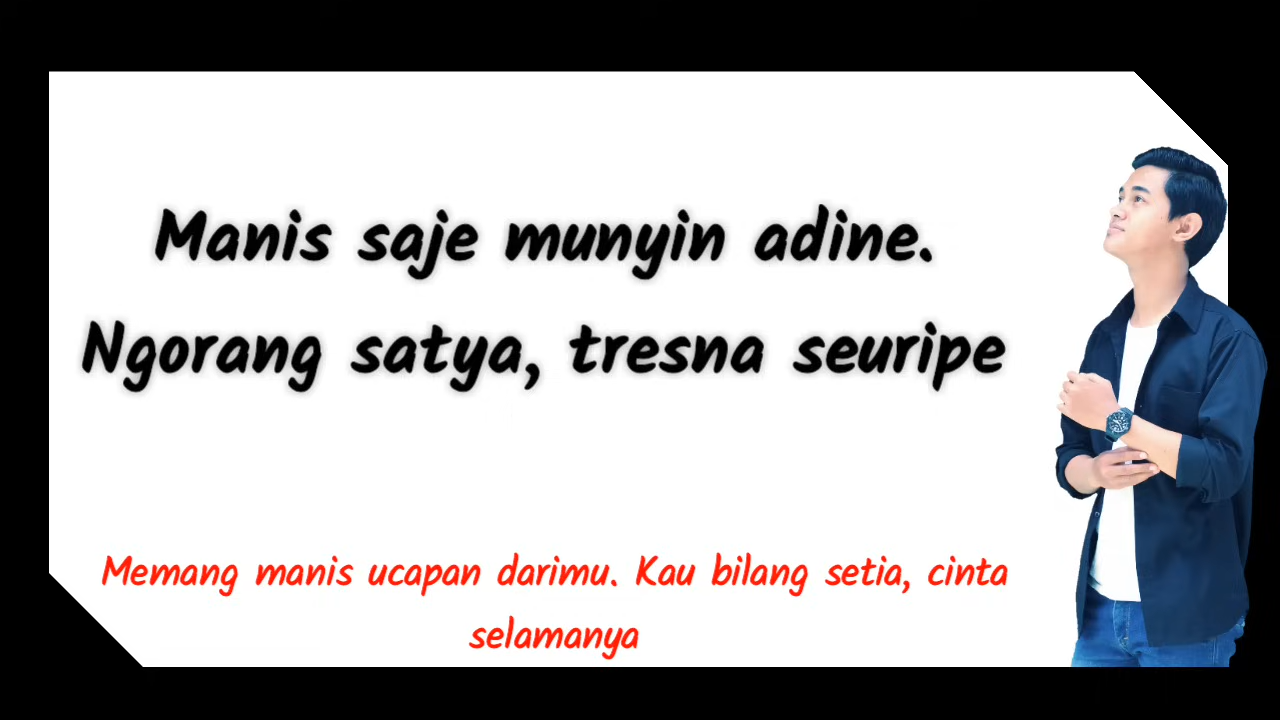 Manis saje munyin adine.
Ngorang satya, tresna seuripe
Memang manis ucapan darimu. Kau bilang setia, cinta
selamanya